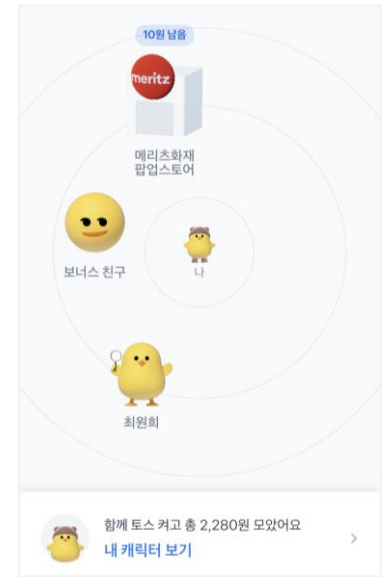 10원 남음
meritz
메리츠화재
팝업스토어
보너스 친구
나
최원희
함께 토스 켜고 총 2,280원 모았어요
내 캐릭터 보기